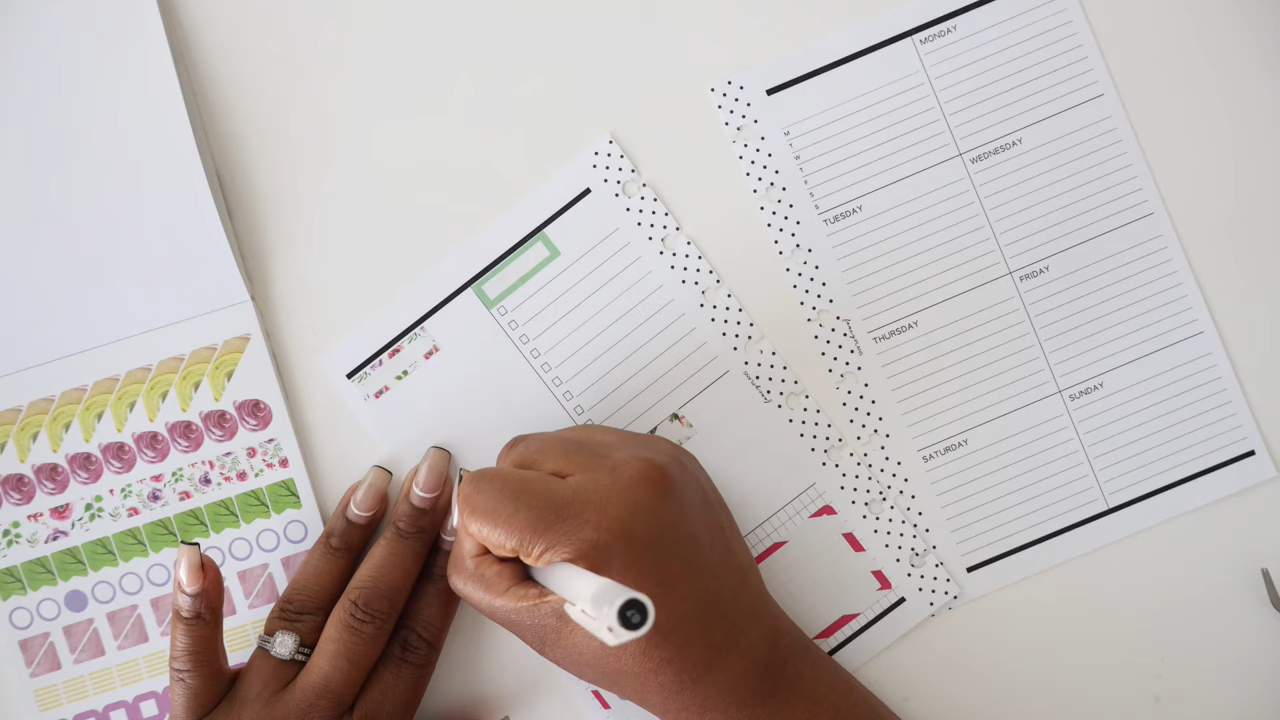 MONDAY
M
T
W
T
F
S
S
TUESDAY
WEDNESDAY
THURSDAY
FRIDAY
SATURDAY
SUNDAY